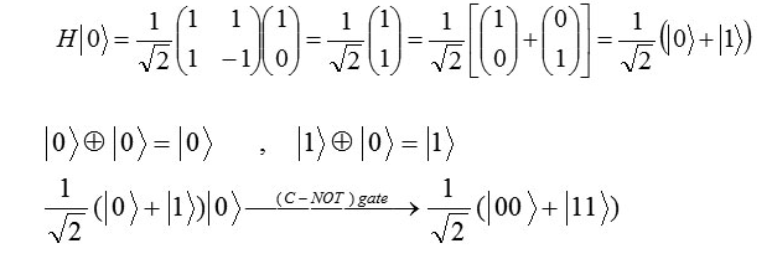 H|0⟩ = 1/√2 (1 1; 1 −1)(1; 0) = 1/√2 (1; 1) = 1/√2 [(1; 0) + (0; 1)] = 1/√2 (|0⟩ + |1⟩)
|0⟩ ⊕ |0⟩ = |0⟩ , |1⟩ ⊕ |0⟩ = |1⟩
1/√2 (|0⟩ + |1⟩)|0⟩ —(C−NOT) gate→ 1/√2 (|00⟩ + |11⟩)